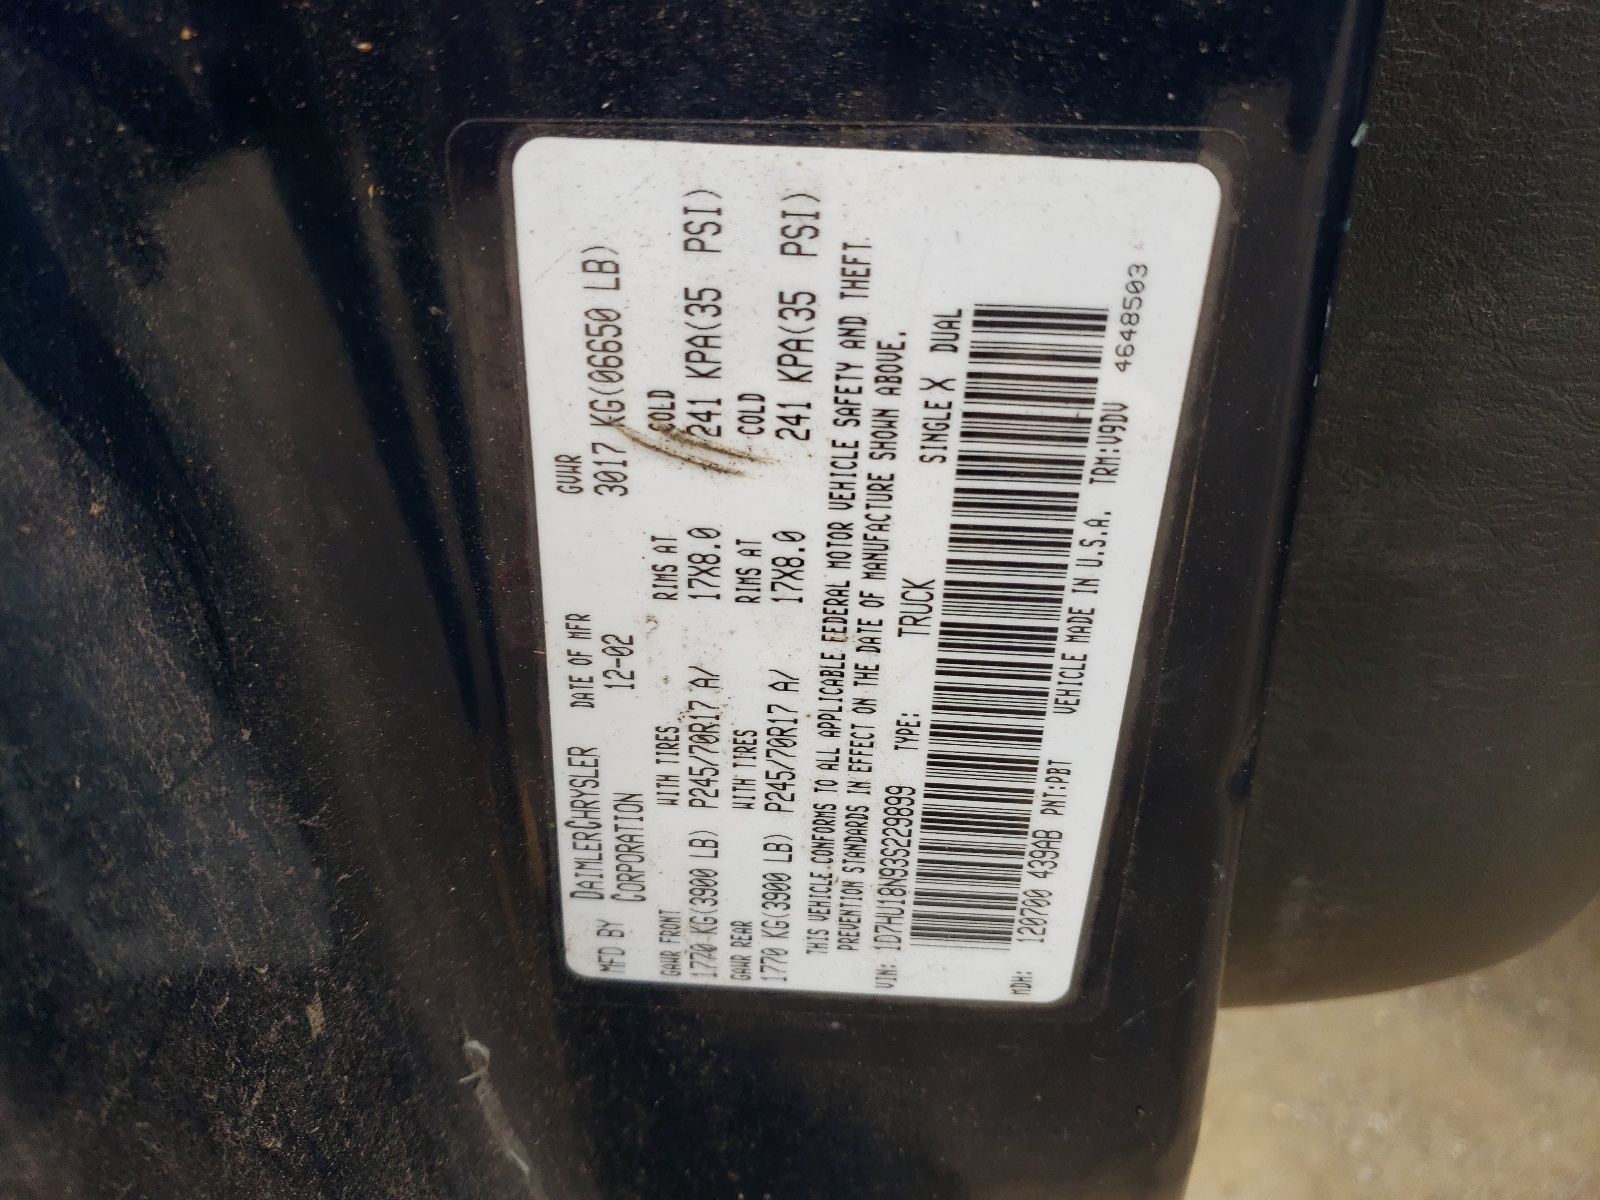 MFD BY DAIMLERCHRYSLER DATE OF MFR GVWR
CORPORATION 12-02 3017 KG(06650 LB)
GAWR FRONT WITH TIRES RIMS AT COLD
1770 KG(3900 LB) P245/70R17 A/ 17X8.0 241 KPA(35 PSI)
GAWR REAR WITH TIRES RIMS AT COLD
1770 KG(3900 LB) P245/70R17 A/ 17X8.0 241 KPA(35 PSI)
THIS VEHICLE CONFORMS TO ALL APPLICABLE FEDERAL MOTOR VEHICLE SAFETY AND THEFT
PREVENTION STANDARDS IN EFFECT ON THE DATE OF MANUFACTURE SHOWN ABOVE.
VIN: 1D7HU18N93S229899 TYPE: TRUCK SINGLE X DUAL
MDH: 120700 439AB PNT:PBT VEHICLE MADE IN U.S.A. TRM:V9DV 4648503